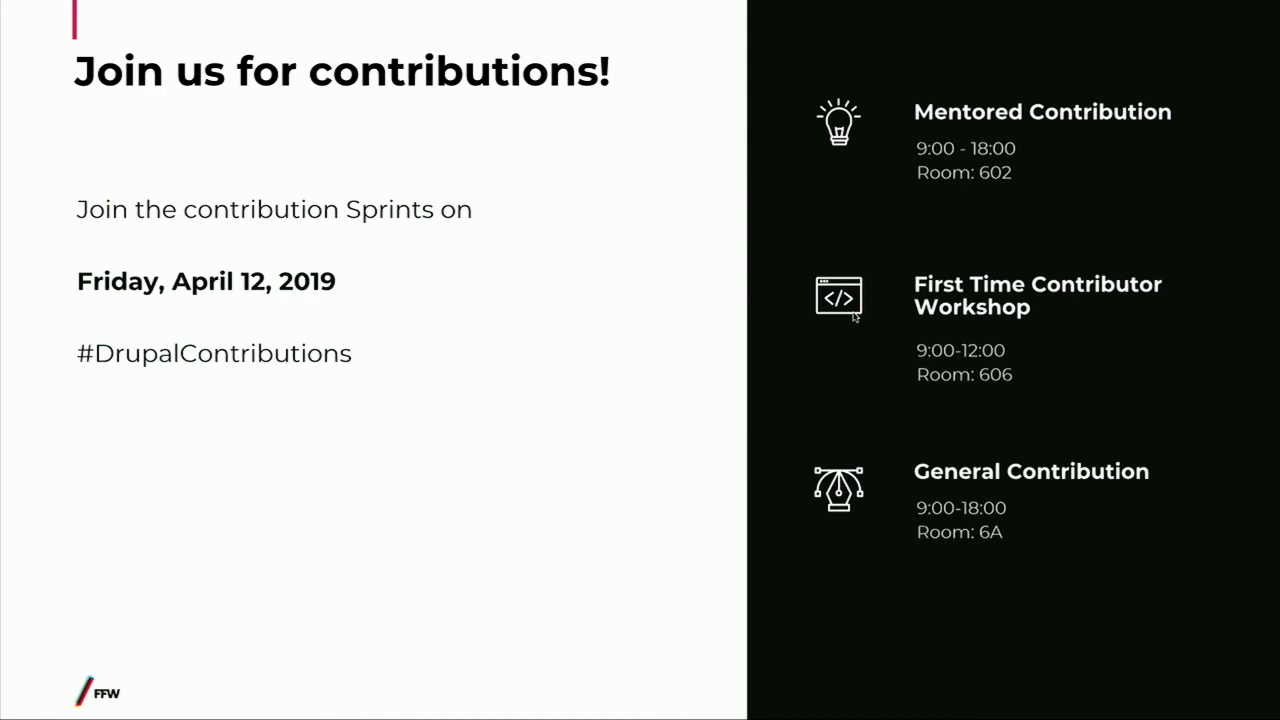 Join us for contributions!
Join the contribution Sprints on
Friday, April 12, 2019
#DrupalContributions
FFW
Mentored Contribution
9:00 - 18:00
Room: 602
</>
First Time Contributor
Workshop
9:00-12:00
Room: 606
General Contribution
9:00-18:00
Room: 6A